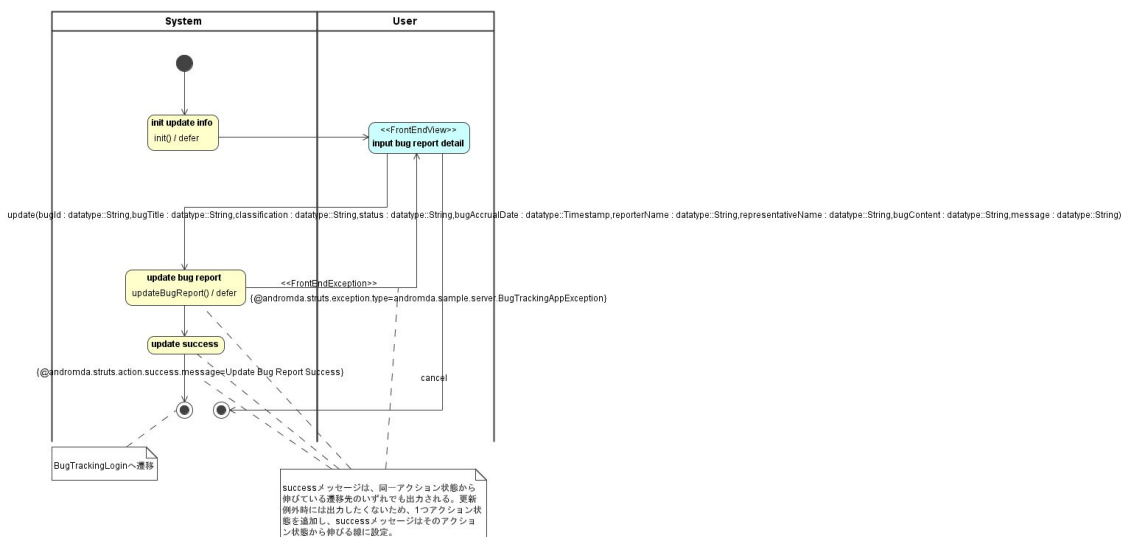 System
User
init update info
init() / defer
<<FrontEndView>>
input bug report detail
update(bugId : datatype::String,bugTitle : datatype::String,classification : datatype::String,status : datatype::String,bugAccrualDate : datatype::Timestamp,reporterName : datatype::String,representativeName : datatype::String,bugContent : datatype::String,message : datatype::String)
update bug report
updateBugReport() / defer
<<FrontEndException>>
{@andromda.struts.exception.type=andromda.sample.server.BugTrackingAppException}
update success
{@andromda.struts.action.success.message=Update Bug Report Success}
cancel
BugTrackingLoginへ遷移
successメッセージは、同一アクション状態から
伸びている遷移先のいずれでも出力される。更新
例外時には出力したくないため、1つアクション状
態を追加し、successメッセージはそのアクショ
ン状態から伸びる線に設定。